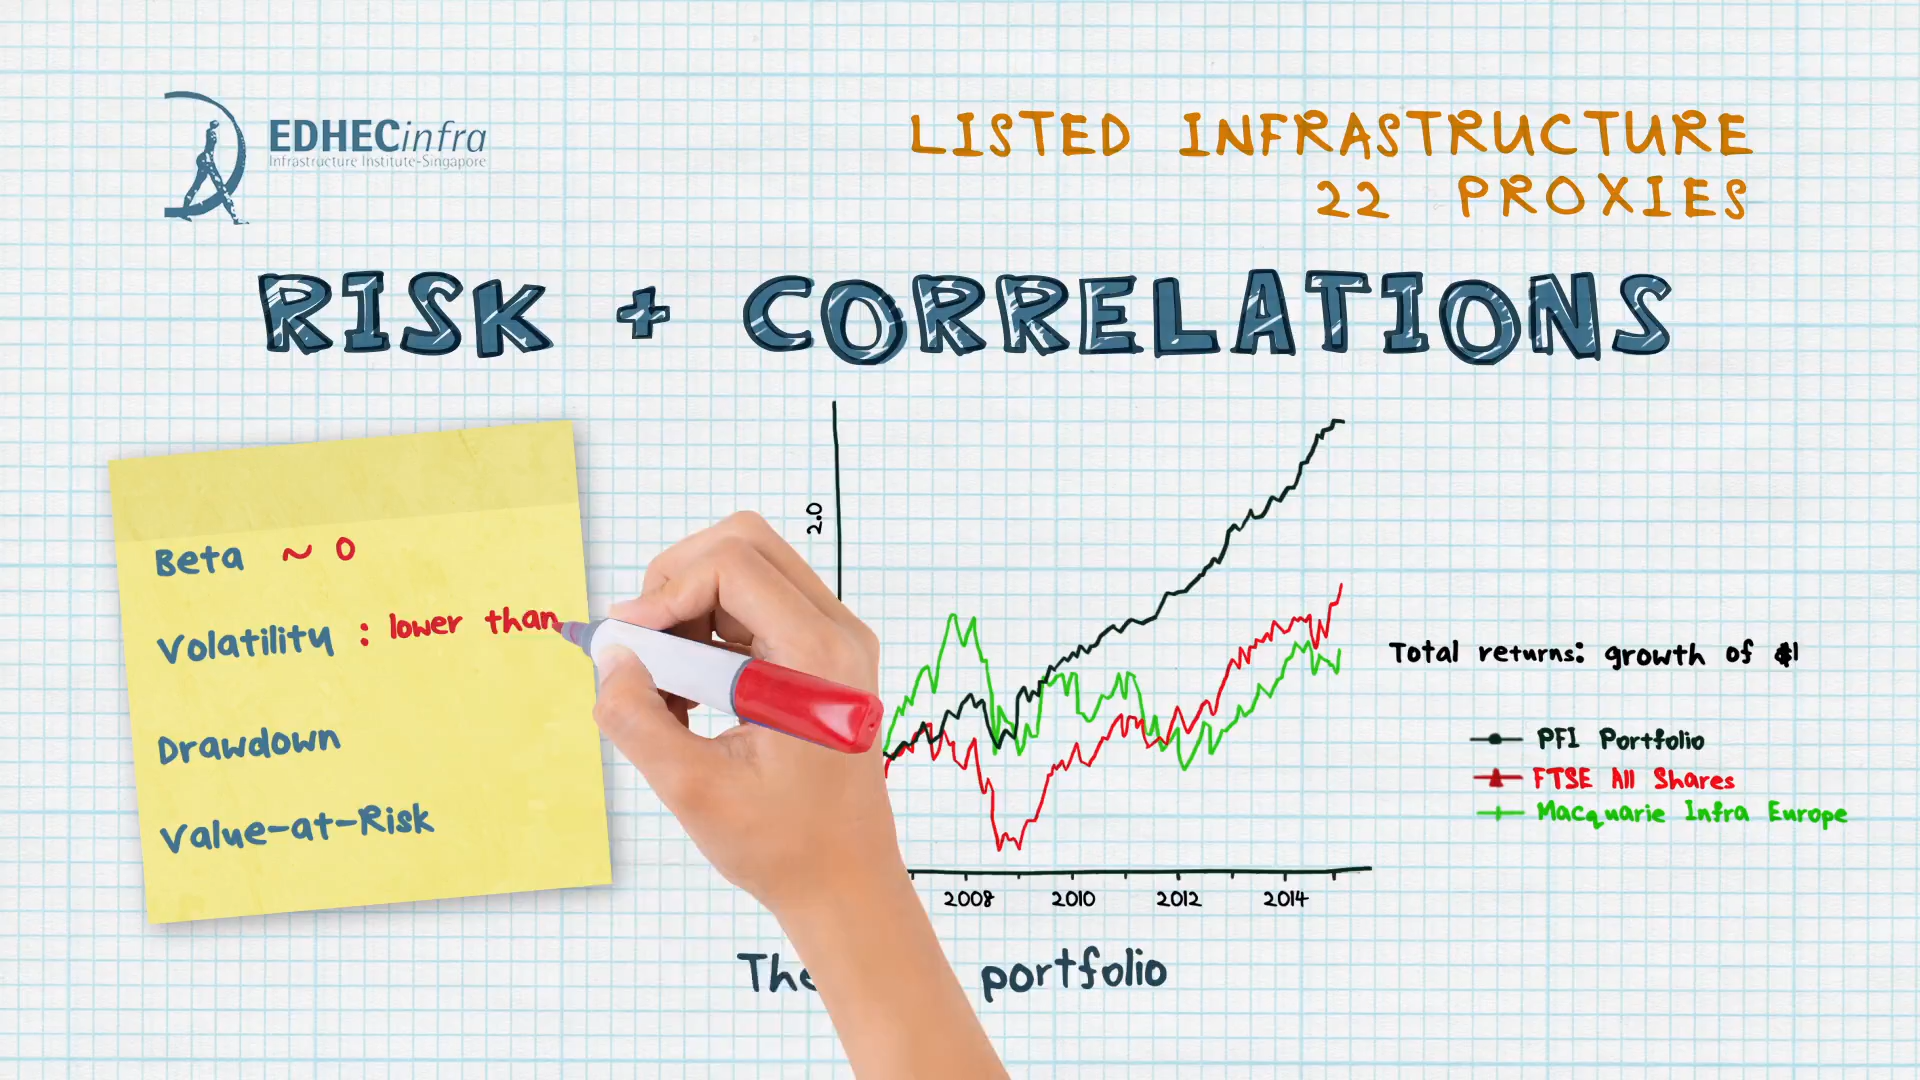 EDHECinfra
Infrastructure Institute-Singapore
LISTED INFRASTRUCTURE
22 PROXIES
RISK + CORRELATIONS
Beta ~ 0
Volatility : lower than
Drawdown
Value-at-Risk
2.0
2008 2010 2012 2014
Total returns: growth of $1
PFI Portfolio
FTSE All Shares
Macquarie Infra Europe
portfolio